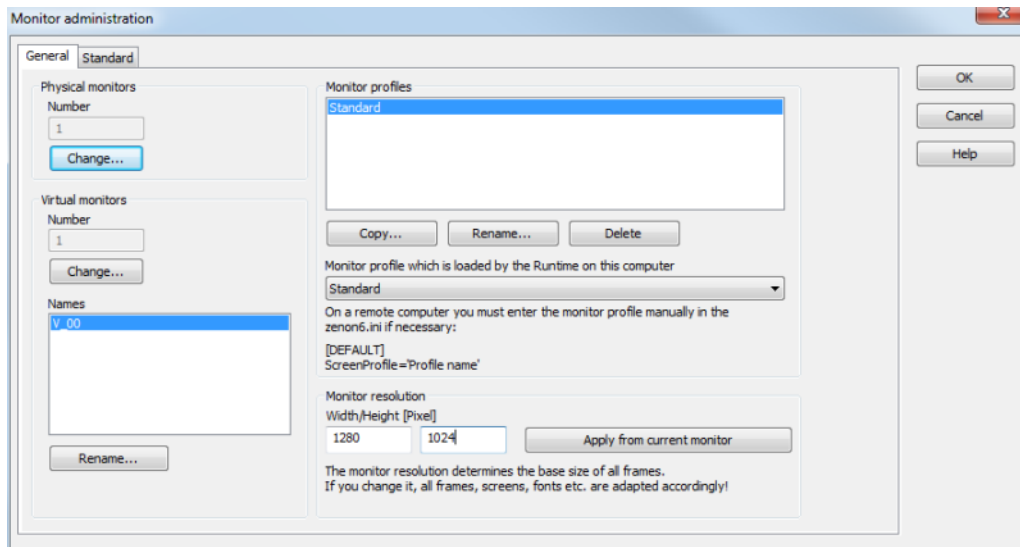 Monitor administration
General
Standard
Physical monitors
Number
1
Change...
Virtual monitors
Number
1
Change...
Names
V_00
Rename...
Monitor profiles
Standard
Copy...
Rename...
Delete
Monitor profile which is loaded by the Runtime on this computer
Standard
On a remote computer you must enter the monitor profile manually in the
zenon6.ini if necessary:
[DEFAULT]
ScreenProfile='Profile name'
Monitor resolution
Width/Height [Pixel]
1280
1024
Apply from current monitor
The monitor resolution determines the base size of all frames.
If you change it, all frames, screens, fonts etc. are adapted accordingly!
OK
Cancel
Help